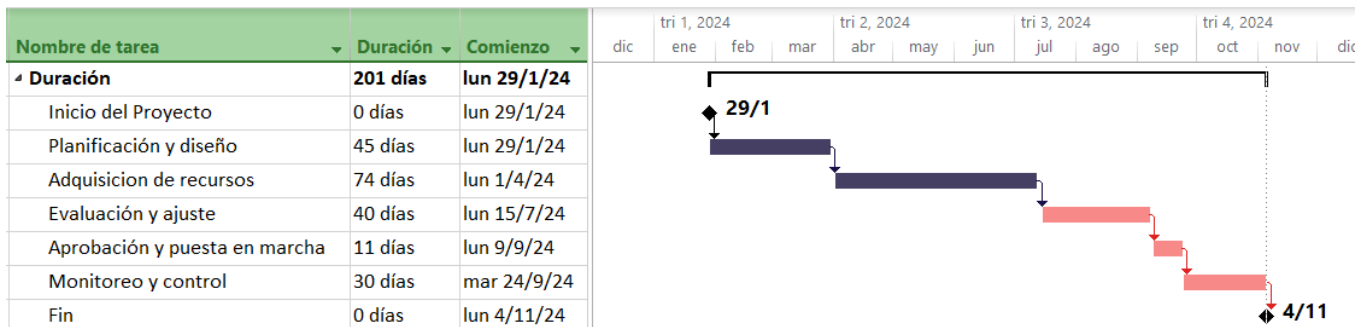 tri 1, 2024 tri 2, 2024 tri 3, 2024 tri 4, 2024
Nombre de tarea Duración Comienzo dic ene feb mar abr may jun jul ago sep oct nov dic
Duración 201 días lun 29/1/24
Inicio del Proyecto 0 días lun 29/1/24 29/1
Planificación y diseño 45 días lun 29/1/24
Adquisicion de recursos 74 días lun 1/4/24
Evaluación y ajuste 40 días lun 15/7/24
Aprobación y puesta en marcha 11 días lun 9/9/24
Monitoreo y control 30 días mar 24/9/24
Fin 0 días lun 4/11/24 4/11